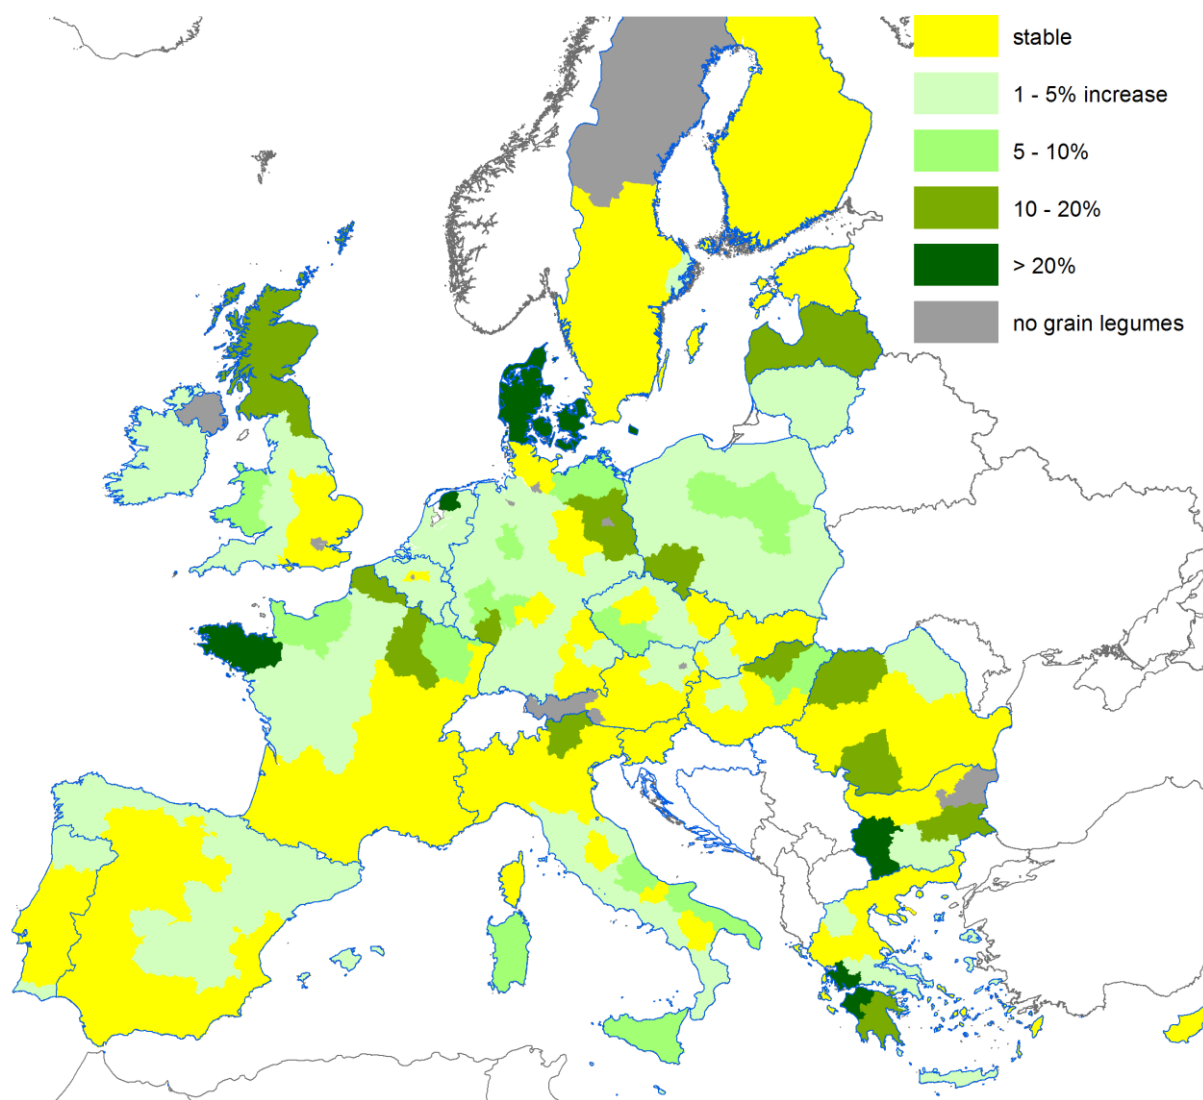 stable
1 - 5% increase
5 - 10%
10 - 20%
> 20%
no grain legumes